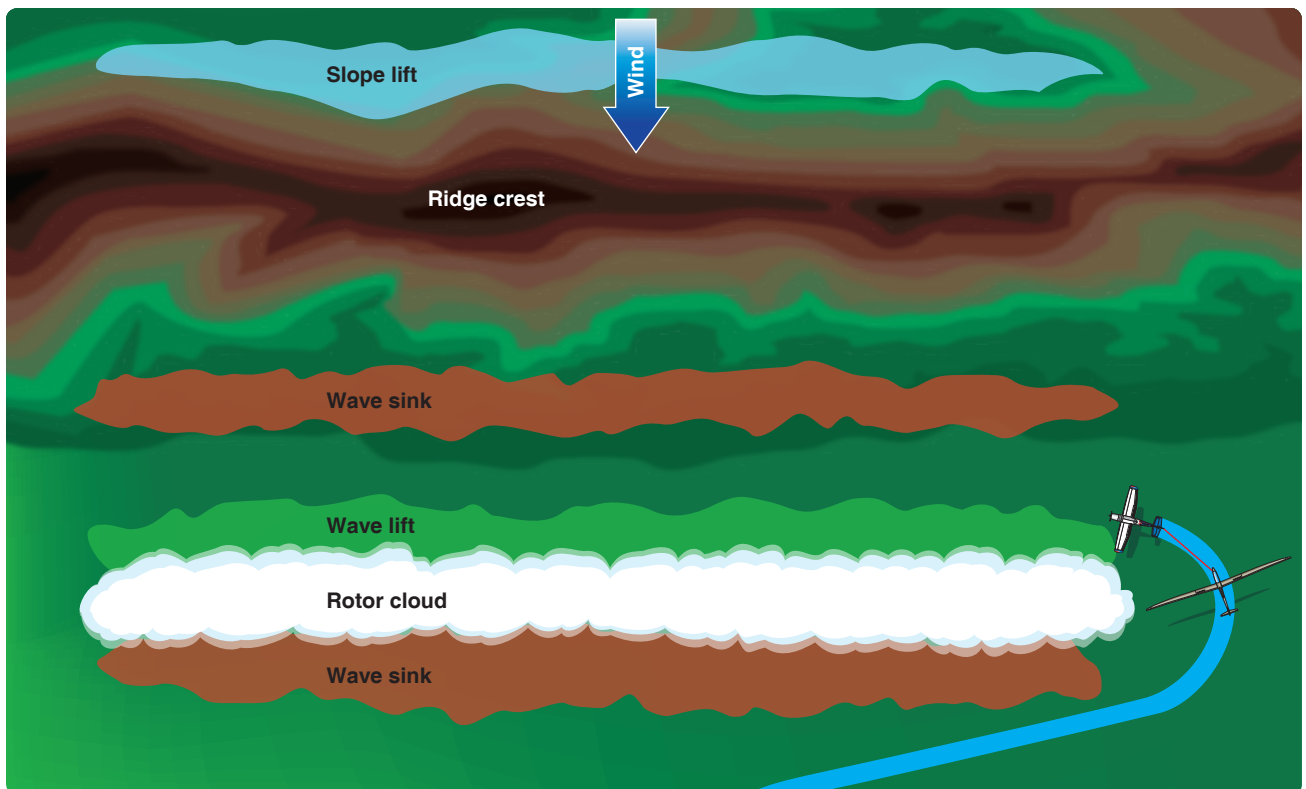 Slope lift
Wind
Ridge crest
Wave sink
Wave lift
Rotor cloud
Wave sink